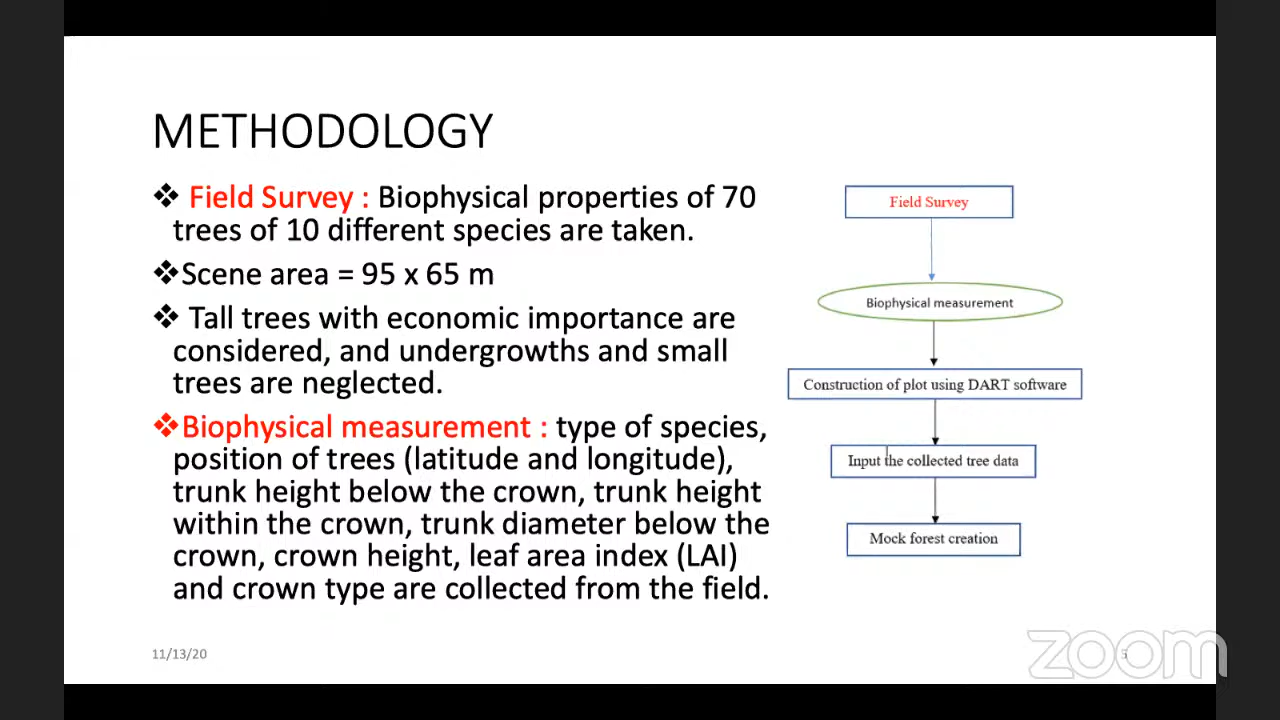 METHODOLOGY
❖ Field Survey : Biophysical properties of 70
trees of 10 different species are taken.
❖Scene area = 95 x 65 m
❖ Tall trees with economic importance are
considered, and undergrowths and small
trees are neglected.
❖Biophysical measurement : type of species,
position of trees (latitude and longitude),
trunk height below the crown, trunk height
within the crown, trunk diameter below the
crown, crown height, leaf area index (LAI)
and crown type are collected from the field.
Field Survey
Biophysical measurement
Construction of plot using DART software
Input the collected tree data
Mock forest creation
11/13/20
5
zoom